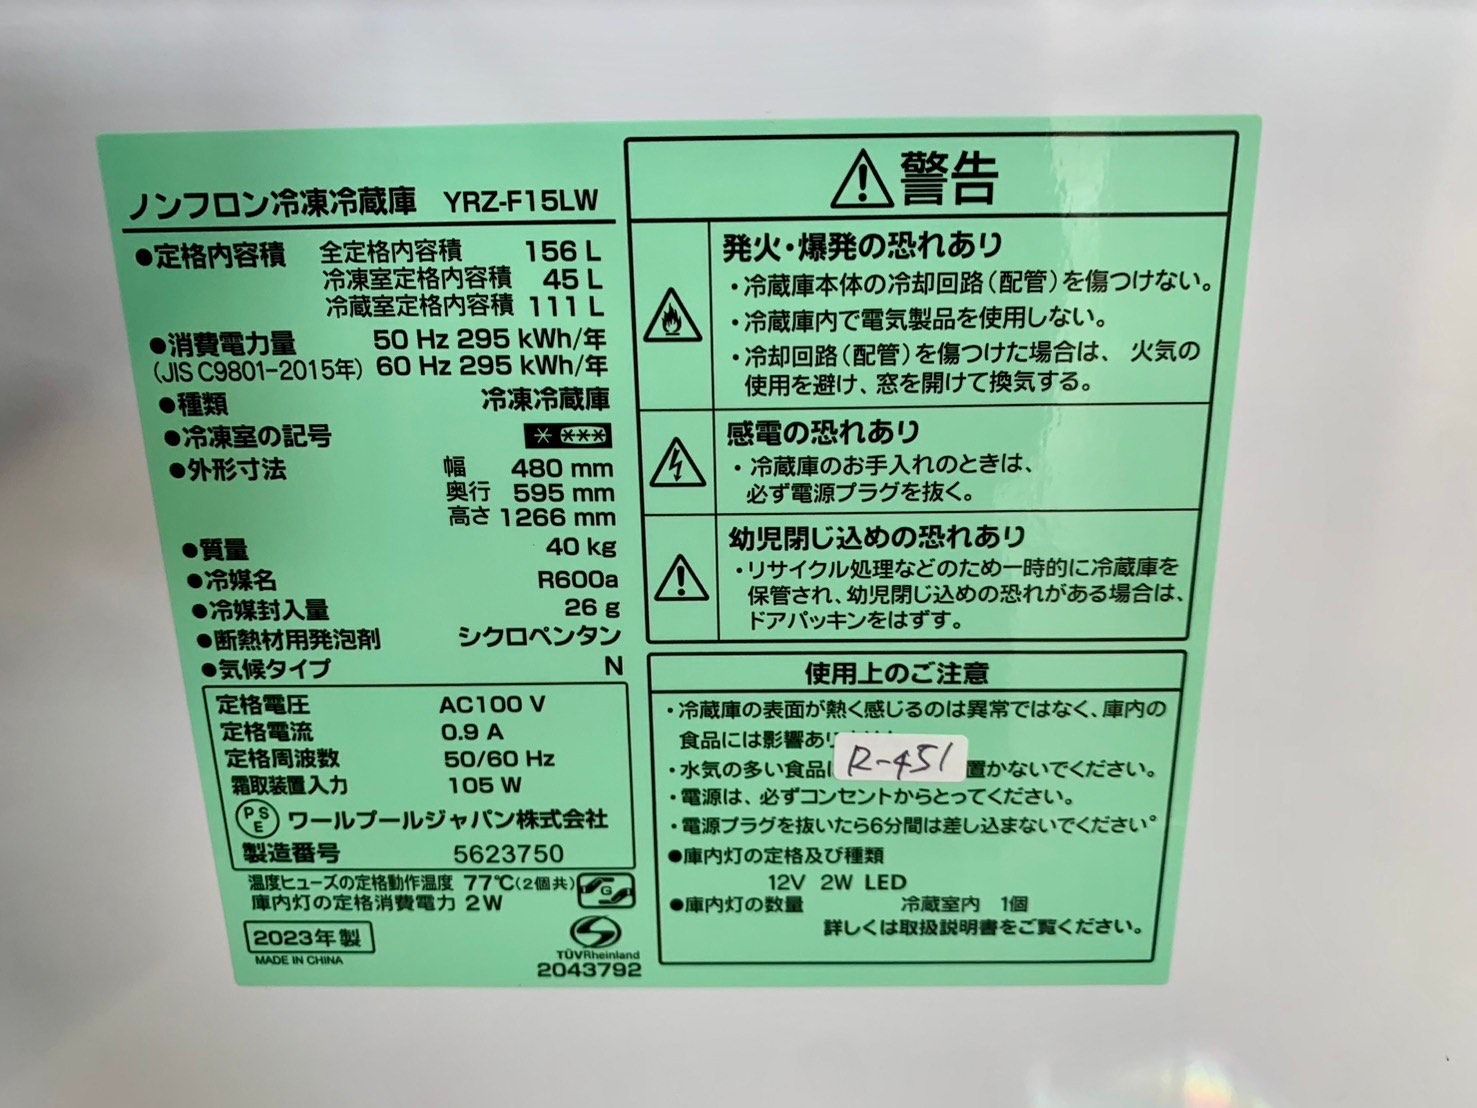 ノンフロン冷凍冷蔵庫 YRZ-F15LW
●定格内容積 全定格内容積 156 L
冷凍室定格内容積 45 L
冷蔵室定格内容積 111 L
●消費電力量 50 Hz 295 kWh/年
(JIS C9801-2015年) 60 Hz 295 kWh/年
●種類 冷凍冷蔵庫
●冷凍室の記号 * ***
●外形寸法 幅 480 mm
奥行 595 mm
高さ 1266 mm
●質量 40 kg
●冷媒名 R600a
●冷媒封入量 26 g
●断熱材用発泡剤 シクロペンタン
●気候タイプ N
定格電圧 AC100 V
定格電流 0.9 A
定格周波数 50/60 Hz
霜取装置入力 105 W
PSE ワールプールジャパン株式会社
製造番号 5623750
温度ヒューズの定格動作温度 77℃(2個共) G
庫内灯の定格消費電力 2W
2023年製
MADE IN CHINA
TÜVRheinland
2043792
⚠警告
発火・爆発の恐れあり
・冷蔵庫本体の冷却回路(配管)を傷つけない。
・冷蔵庫内で電気製品を使用しない。
・冷却回路(配管)を傷つけた場合は、火気の
使用を避け、窓を開けて換気する。
感電の恐れあり
・冷蔵庫のお手入れのときは、
必ず電源プラグを抜く。
幼児閉じ込めの恐れあり
・リサイクル処理などのため一時的に冷蔵庫を
保管され、幼児閉じ込めの恐れがある場合は、
ドアパッキンをはずす。
使用上のご注意
・冷蔵庫の表面が熱く感じるのは異常ではなく、庫内の
食品には影響あり
・水気の多い食品 置かないでください。
R-451
・電源は、必ずコンセントからとってください。
・電源プラグを抜いたら6分間は差し込まないでください。
●庫内灯の定格及び種類
12V 2W LED
●庫内灯の数量 冷蔵室内 1個
詳しくは取扱説明書をご覧ください。